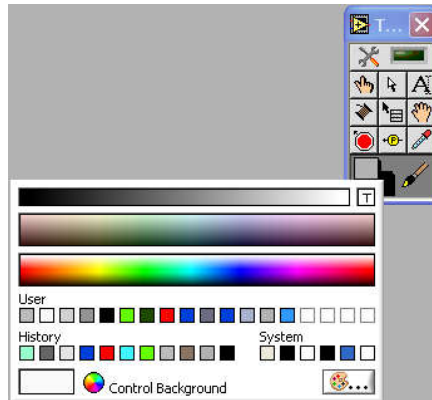 T...
A
P
T
User
History System
Control Background
...